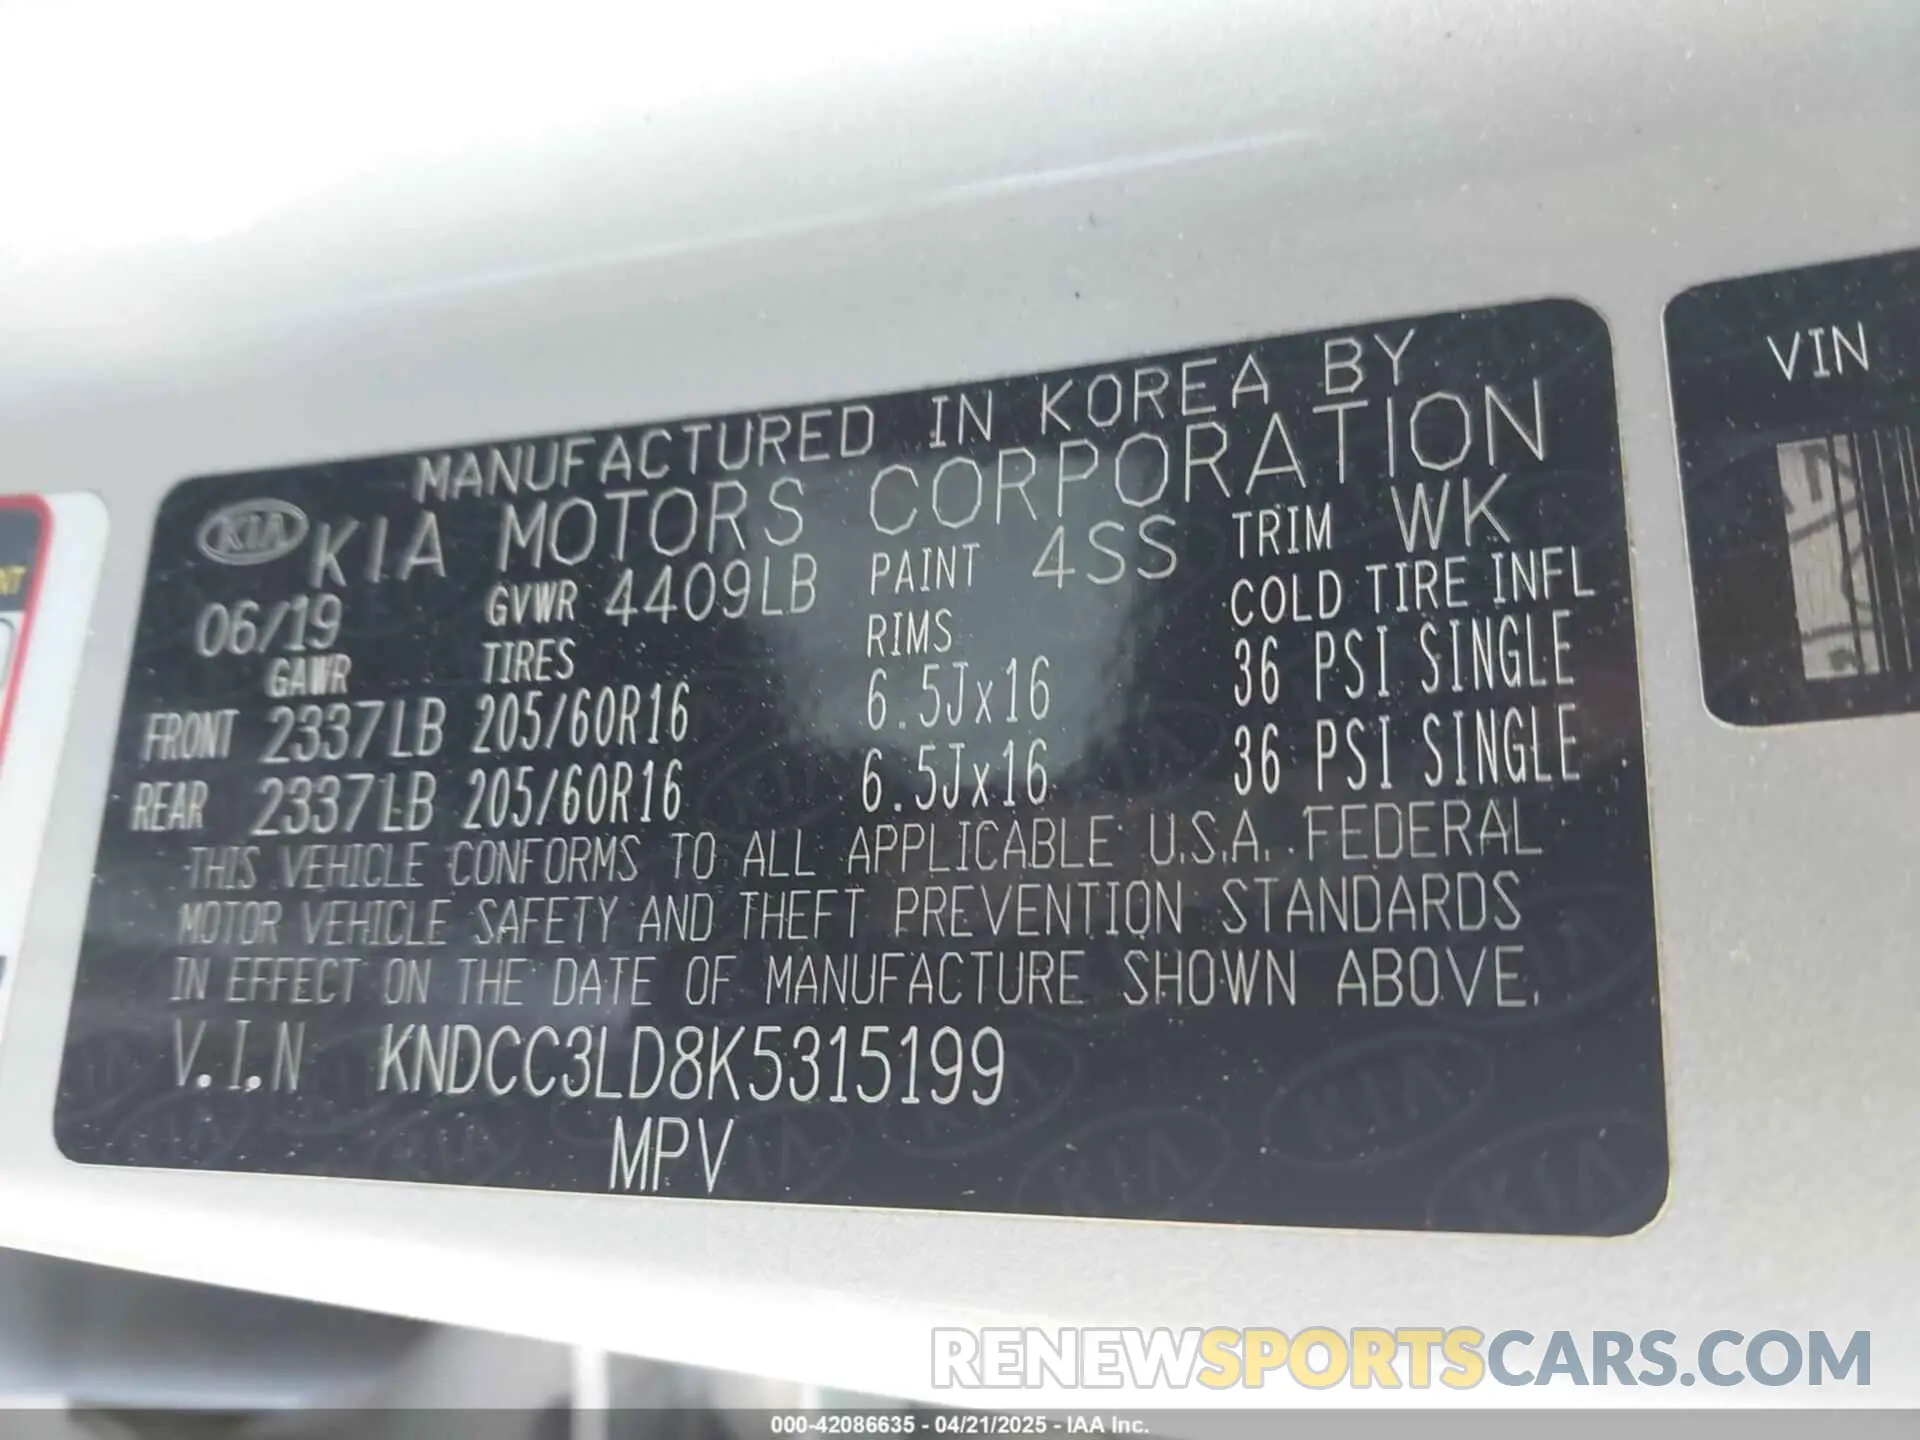 MANUFACTURED IN KOREA BY
KIA KIA MOTORS CORPORATION
06/19 GVWR 4409LB PAINT 4SS TRIM WK
GAWR TIRES RIMS COLD TIRE INFL
FRONT 2337LB 205/60R16 6.5Jx16 36 PSI SINGLE
REAR 2337LB 205/60R16 6.5Jx16 36 PSI SINGLE
THIS VEHICLE CONFORMS TO ALL APPLICABLE U.S.A. FEDERAL
MOTOR VEHICLE SAFETY AND THEFT PREVENTION STANDARDS
IN EFFECT ON THE DATE OF MANUFACTURE SHOWN ABOVE.
V.I.N KNDCC3LD8K5315199
MPV
VIN
RENEWSPORTSCARS.COM
000-42086635 - 04/21/2025 - IAA Inc.